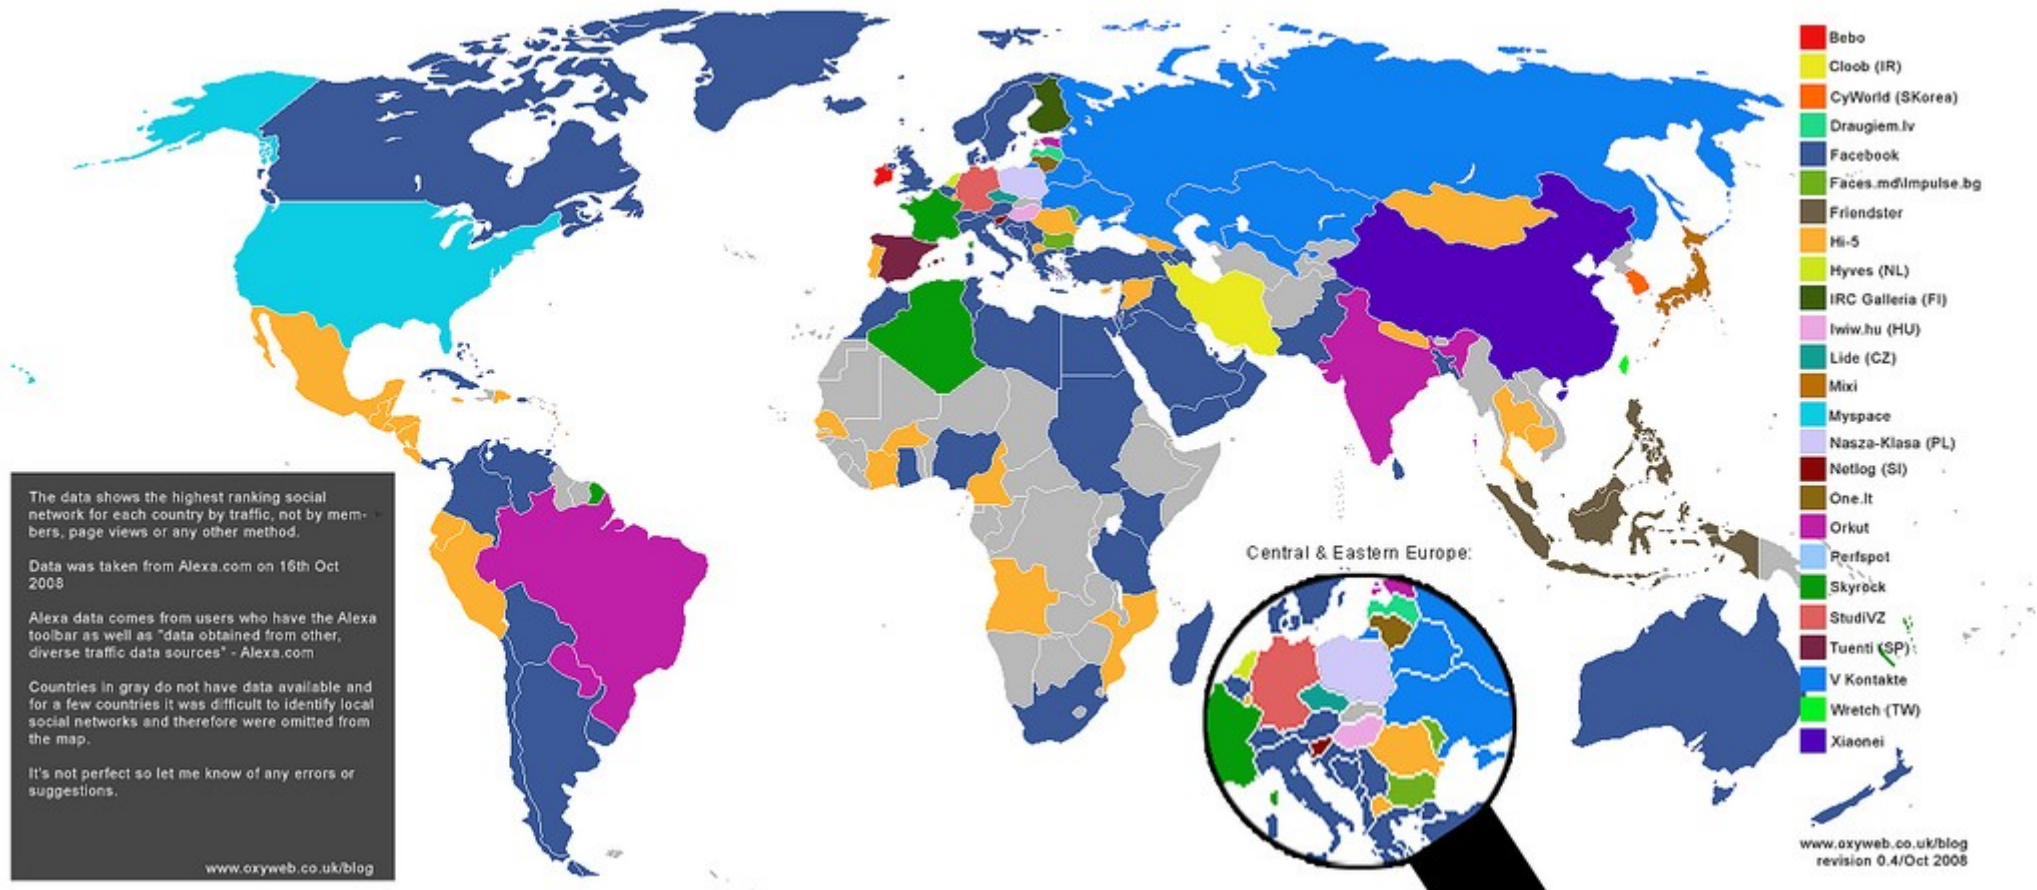 The data shows the highest ranking social
network for each country by traffic, not by mem-
bers, page views or any other method.
Data was taken from Alexa.com on 16th Oct
2008
Alexa data comes from users who have the Alexa
toolbar as well as "data obtained from other,
diverse traffic data sources" - Alexa.com
Countries in gray do not have data available and
for a few countries it was difficult to identify local
social networks and therefore were omitted from
the map.
It's not perfect so let me know of any errors or
suggestions.
www.oxyweb.co.uk/blog
Central & Eastern Europe:
Bebo
Cloob (IR)
CyWorld (SKorea)
Draugiem.lv
Facebook
Faces.md\Impulse.bg
Friendster
Hi-5
Hyves (NL)
IRC Galleria (FI)
Iwiw.hu (HU)
Lide (CZ)
Mixi
Myspace
Nasza-Klasa (PL)
Netlog (SI)
One.lt
Orkut
Perfspot
Skyrock
StudiVZ
Tuenti (SP)
V Kontakte
Wretch (TW)
Xiaonei
www.oxyweb.co.uk/blog
revision 0.4/Oct 2008